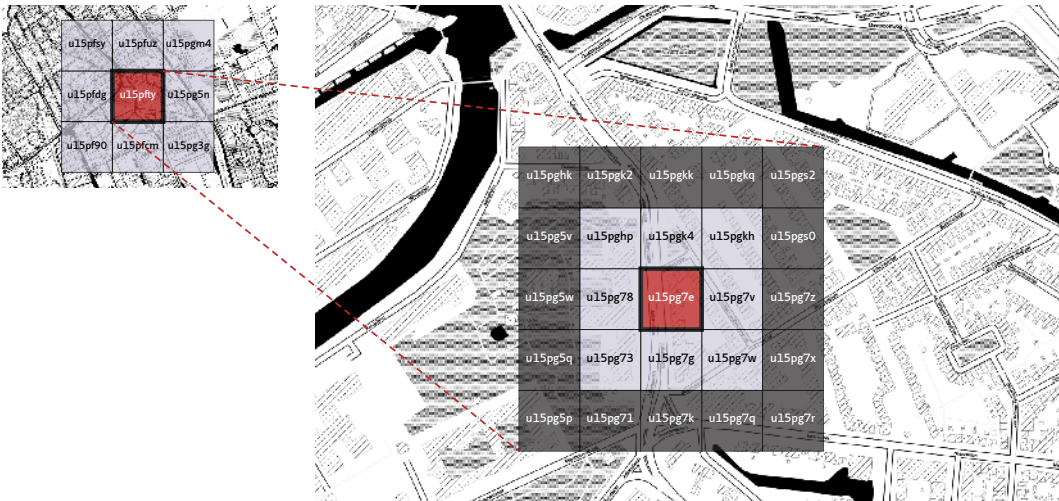 u15pfsy u15pfuz u15pgm4
u15pfdg u15pfty u15pg5n
u15pf90 u15pfcm u15pg3g
u15pghk u15pgk2 u15pgkk u15pgkq u15pgs2
u15pg5v u15pghp u15pgk4 u15pgkh u15pgs0
u15pg5w u15pg78 u15pg7e u15pg7v u15pg7z
u15pg5q u15pg73 u15pg7g u15pg7w u15pg7x
u15pg5p u15pg71 u15pg7k u15pg7q u15pg7r